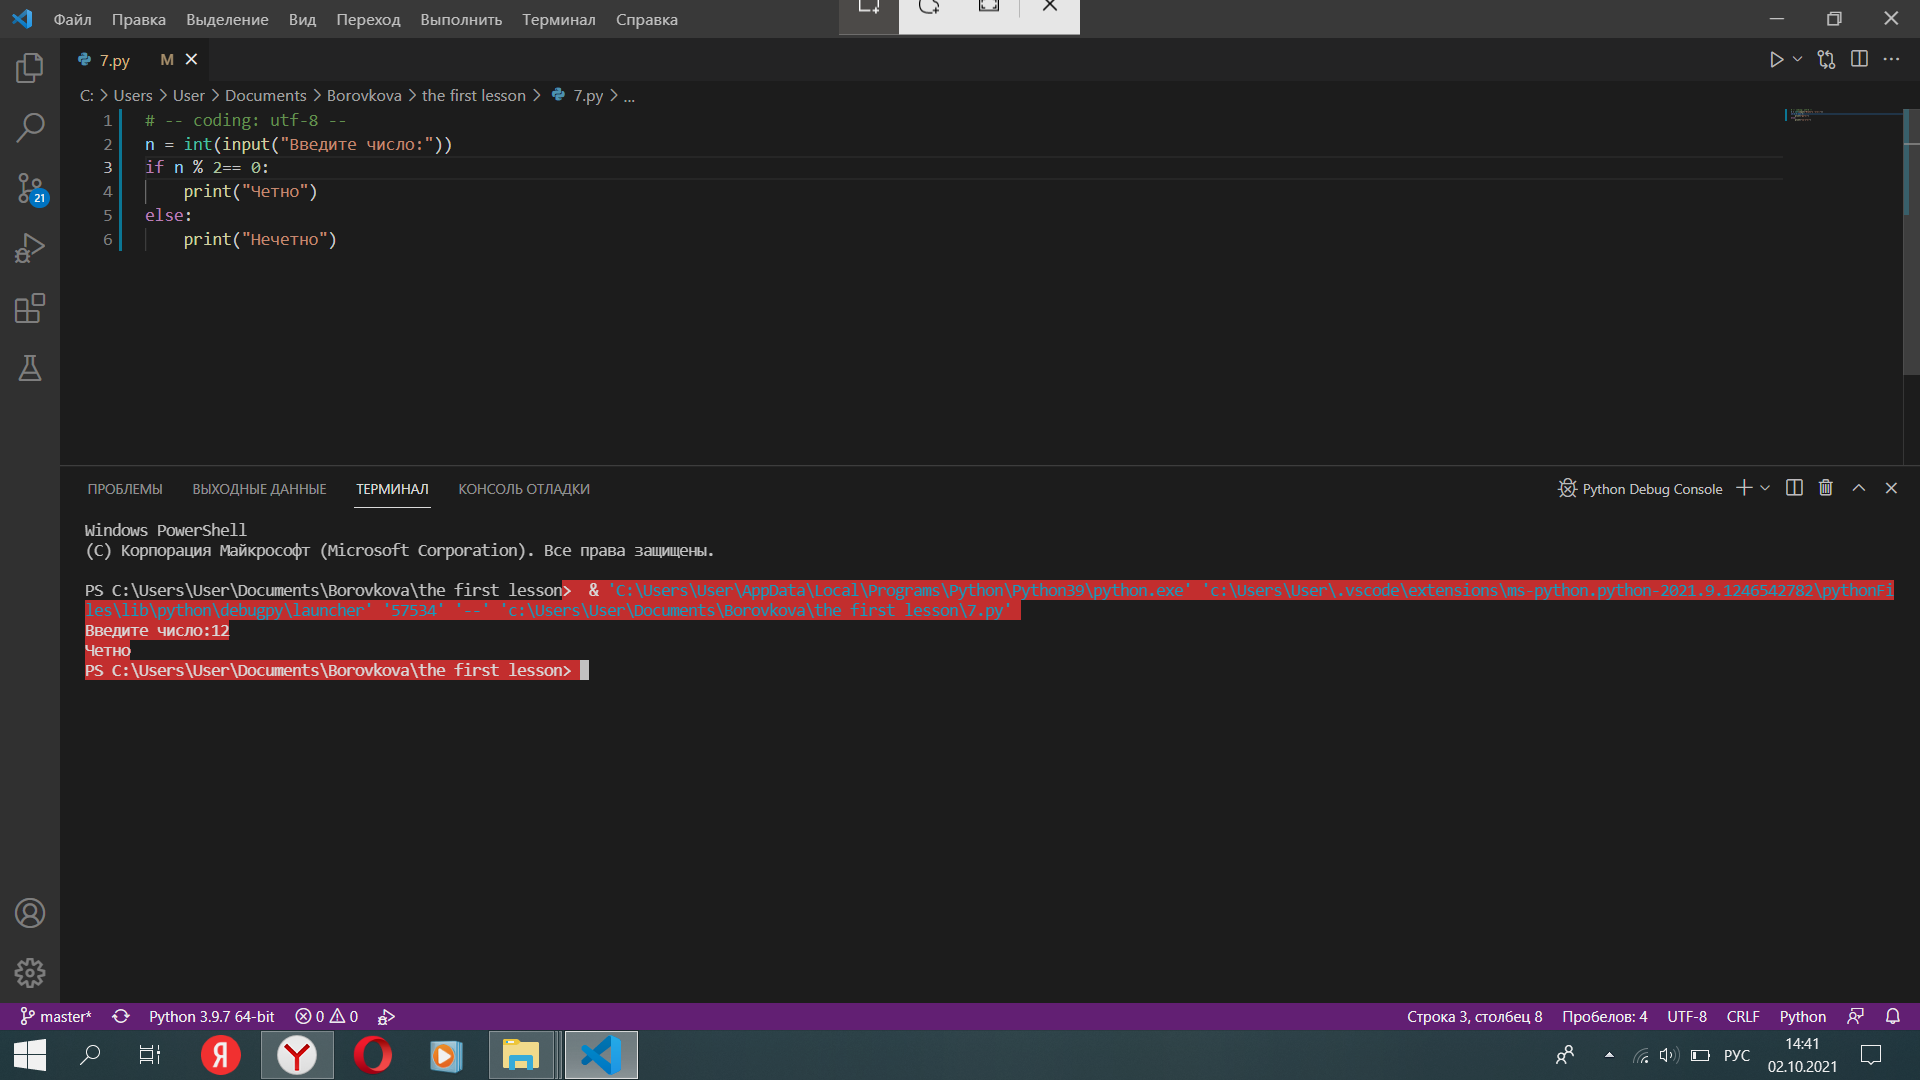 Файл Правка Выделение Вид Переход Выполнить Терминал Справка
7.py M
C: > Users > User > Documents > Borovkova > the first lesson > 7.py > ...
1 # -- coding: utf-8 --
2 n = int(input("Введите число:"))
3 if n % 2== 0:
4 print("Четно")
5 else:
6 print("Нечетно")
21
ПРОБЛЕМЫ ВЫХОДНЫЕ ДАННЫЕ ТЕРМИНАЛ КОНСОЛЬ ОТЛАДКИ Python Debug Console
Windows PowerShell
(C) Корпорация Майкрософт (Microsoft Corporation). Все права защищены.
PS C:\Users\User\Documents\Borovkova\the first lesson> & 'C:\Users\User\AppData\Local\Programs\Python\Python39\python.exe' 'c:\Users\User\.vscode\extensions\ms-python.python-2021.9.1246542782\pythonFi
les\lib\python\debugpy\launcher' '57534' '--' 'c:\Users\User\Documents\Borovkova\the first lesson\7.py'
Введите число:12
Четно
PS C:\Users\User\Documents\Borovkova\the first lesson>
master* Python 3.9.7 64-bit 0 0 Строка 3, столбец 8 Пробелов: 4 UTF-8 CRLF Python
Я Y РУС 14:41
02.10.2021